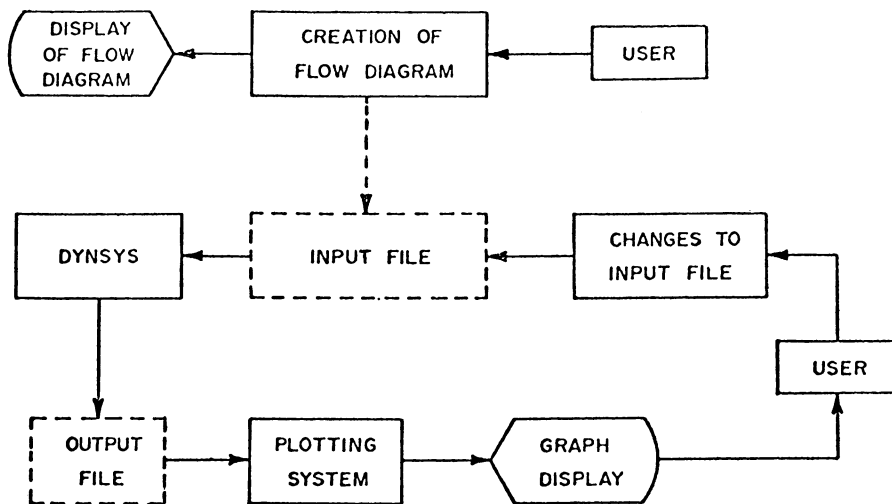 DISPLAY
OF FLOW
DIAGRAM
CREATION OF
FLOW DIAGRAM
USER
DYNSYS
INPUT FILE
CHANGES TO
INPUT FILE
USER
OUTPUT
FILE
PLOTTING
SYSTEM
GRAPH
DISPLAY